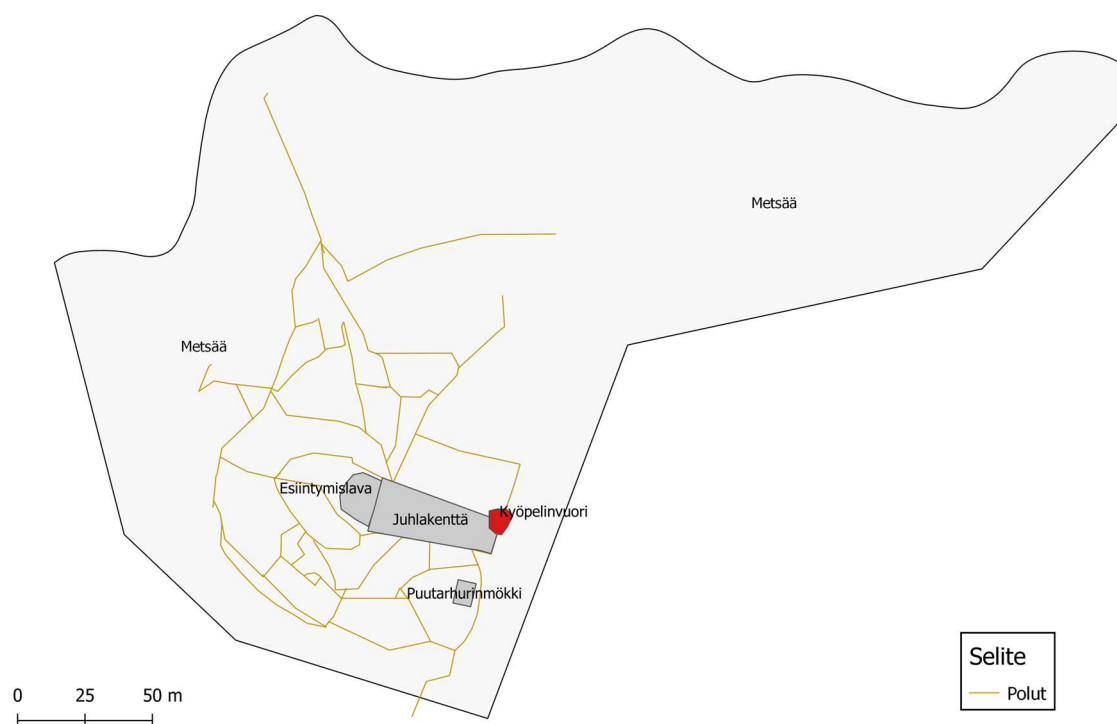 Metsää
Metsää
Esiintymislava
Juhlakenttä
Kyöpelinvuori
Puutarhurinmökki
Selite
Polut
0 25 50 m